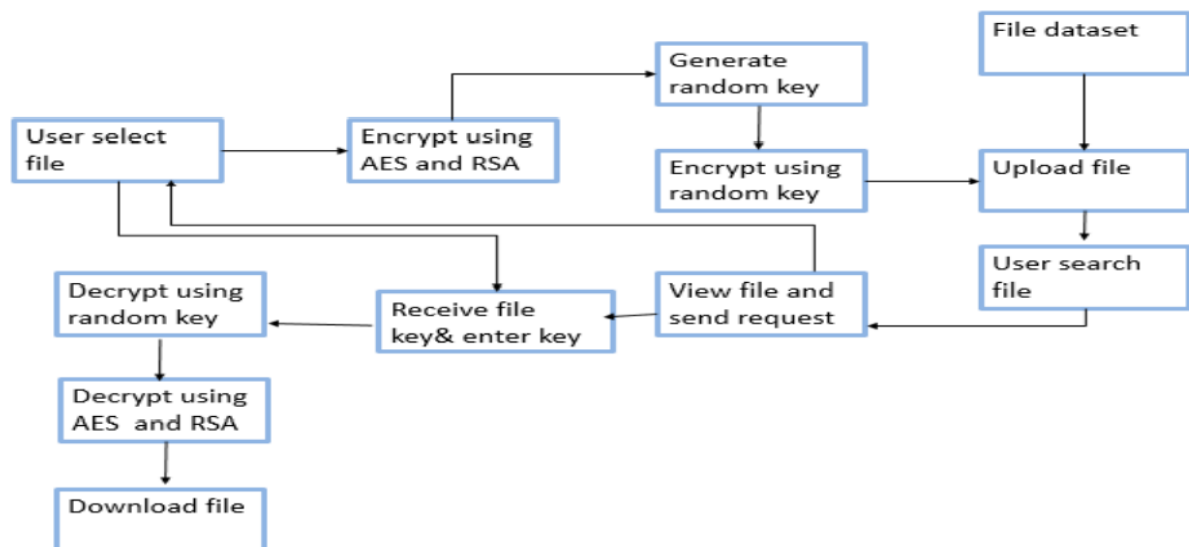 File dataset
Generate
random key
User select
file
Encrypt using
AES and RSA
Encrypt using
random key
Upload file
User search
file
View file and
send request
Receive file
key& enter key
Decrypt using
random key
Decrypt using
AES and RSA
Download file